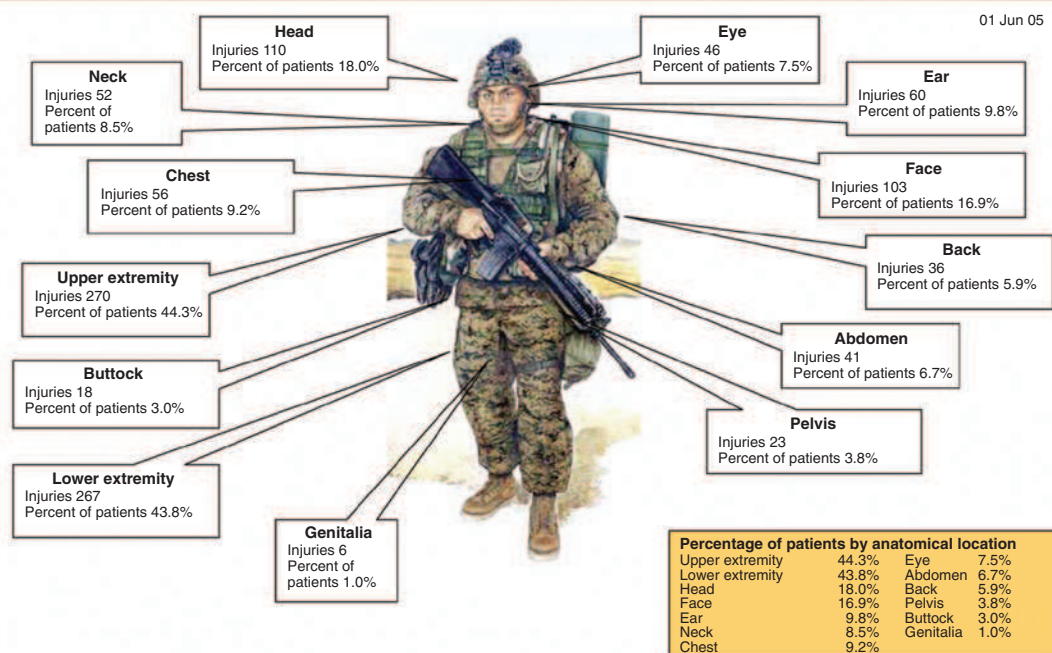 01 Jun 05
Head
Injuries 110
Percent of patients 18.0%
Eye
Injuries 46
Percent of patients 7.5%
Neck
Injuries 52
Percent of
patients 8.5%
Ear
Injuries 60
Percent of patients 9.8%
Chest
Injuries 56
Percent of patients 9.2%
Face
Injuries 103
Percent of patients 16.9%
Upper extremity
Injuries 270
Percent of patients 44.3%
Back
Injuries 36
Percent of patients 5.9%
Buttock
Injuries 18
Percent of patients 3.0%
Abdomen
Injuries 41
Percent of patients 6.7%
Lower extremity
Injuries 267
Percent of patients 43.8%
Pelvis
Injuries 23
Percent of patients 3.8%
Genitalia
Injuries 6
Percent of
patients 1.0%
Percentage of patients by anatomical location
Upper extremity 44.3% Eye 7.5%
Lower extremity 43.8% Abdomen 6.7%
Head 18.0% Back 5.9%
Face 16.9% Pelvis 3.8%
Ear 9.8% Buttock 3.0%
Neck 8.5% Genitalia 1.0%
Chest 9.2%